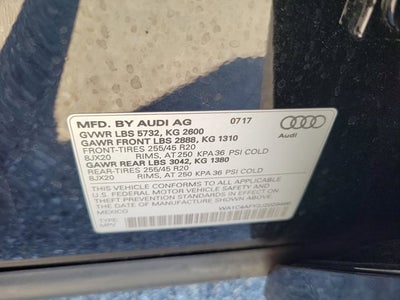 MFD. BY AUDI AG 0717
GVWR LBS 5732, KG 2600
GAWR FRONT LBS 2888, KG 1310
FRONT-TIRES 255/45 R20
8JX20 RIMS, AT 250 KPA 36 PSI COLD
GAWR REAR LBS 3042, KG 1380
REAR-TIRES 255/45 R20
8JX20 RIMS, AT 250 KPA 36 PSI COLD
THIS VEHICLE CONFORMS TO ALL APPLICABLE
U.S. FEDERAL MOTOR VEHICLE SAFETY AND
THEFT PREVENTION STANDARDS IN EFFECT
ON THE DATE OF MANUFACTURE SHOWN ABOVE
MEXICO
TYPE:
MPV
Audi